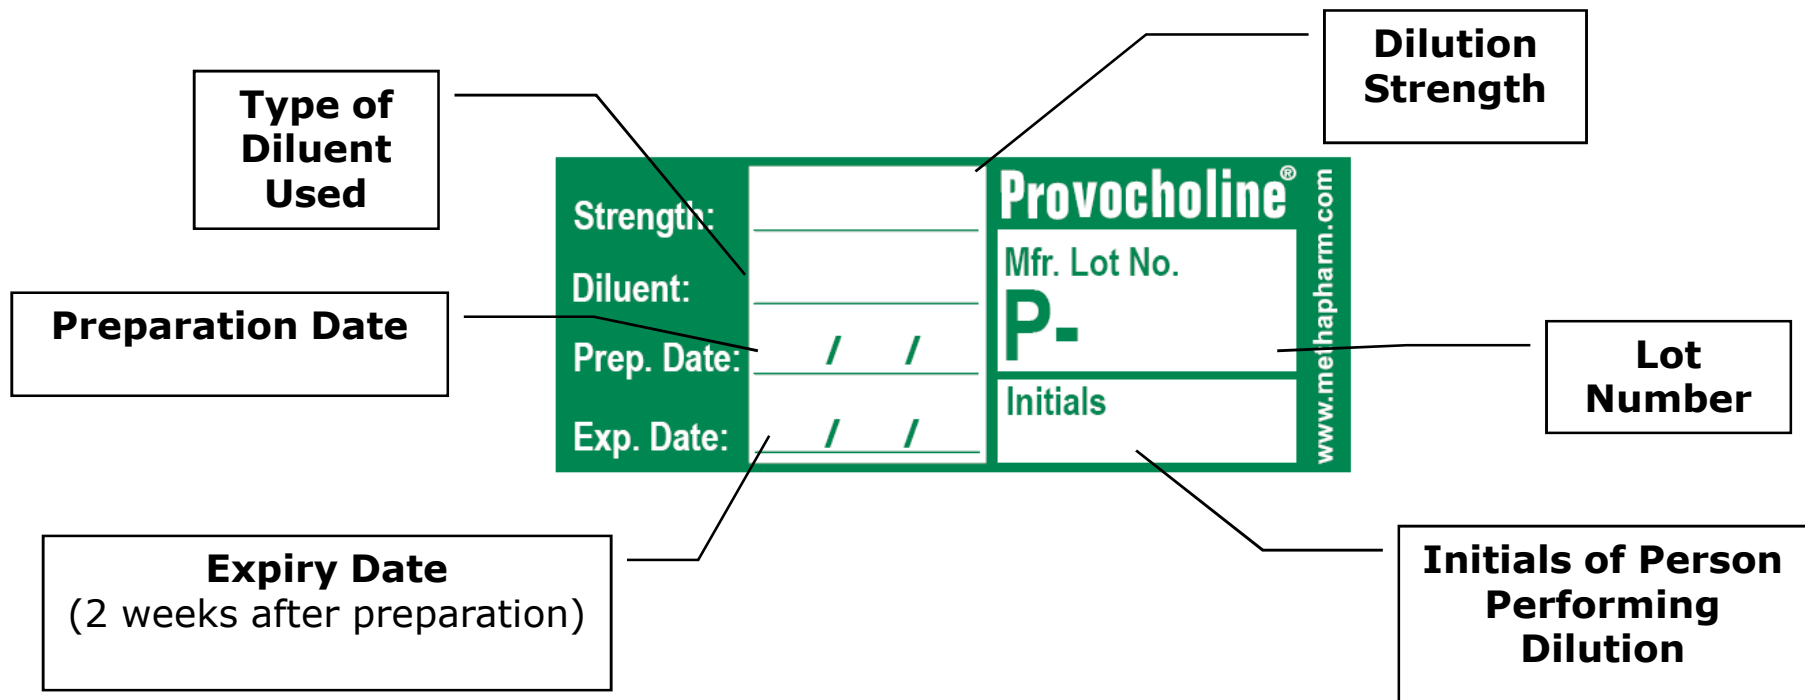 Dilution
Strength
Type of
Diluent
Used
Preparation Date
Expiry Date
(2 weeks after preparation)
Strength:
Diluent:
Prep. Date: / /
Exp. Date: / /
Provocholine®
Mfr. Lot No.
P-
Initials
www.methapharm.com
Lot
Number
Initials of Person
Performing
Dilution